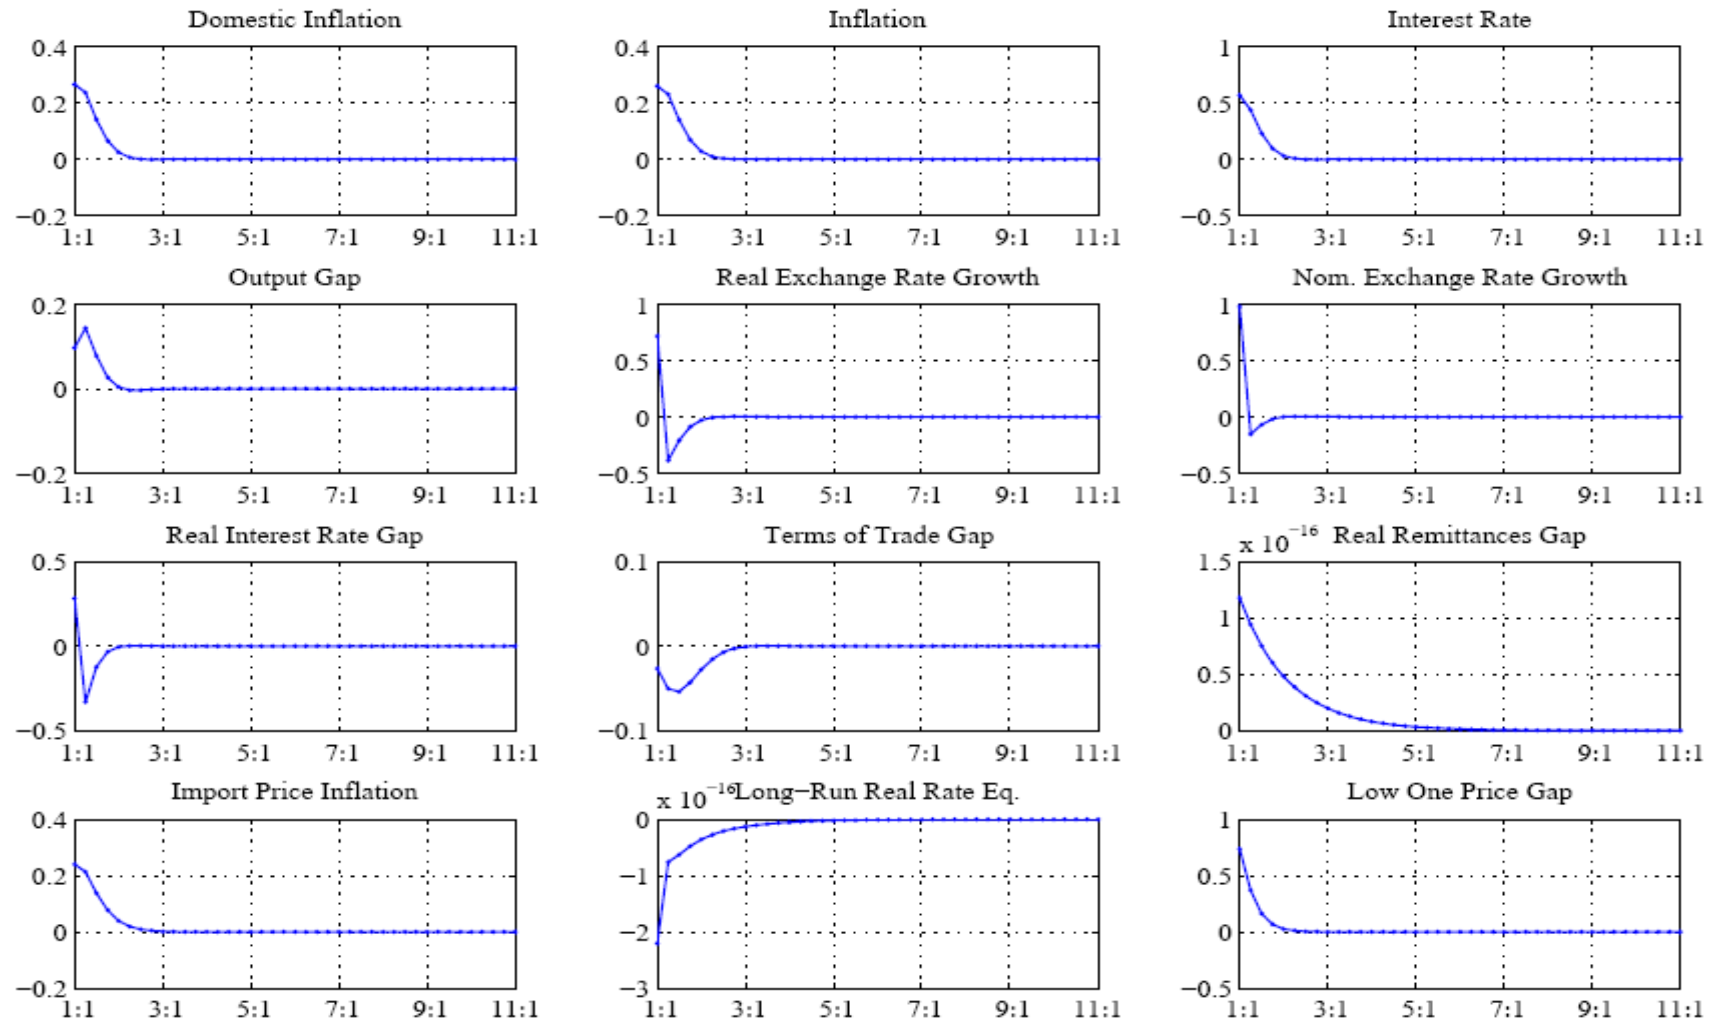 Domestic Inflation
0.4
0.2
0
−0.2
1:1 3:1 5:1 7:1 9:1 11:1
Inflation
0.4
0.2
0
−0.2
1:1 3:1 5:1 7:1 9:1 11:1
Interest Rate
1
0.5
0
−0.5
1:1 3:1 5:1 7:1 9:1 11:1
Output Gap
0.2
0
−0.2
1:1 3:1 5:1 7:1 9:1 11:1
Real Exchange Rate Growth
1
0.5
0
−0.5
1:1 3:1 5:1 7:1 9:1 11:1
Nom. Exchange Rate Growth
1
0.5
0
−0.5
1:1 3:1 5:1 7:1 9:1 11:1
Real Interest Rate Gap
0.5
0
−0.5
1:1 3:1 5:1 7:1 9:1 11:1
Terms of Trade Gap
0.1
0
−0.1
1:1 3:1 5:1 7:1 9:1 11:1
x 10⁻¹⁶ Real Remittances Gap
1.5
1
0.5
0
1:1 3:1 5:1 7:1 9:1 11:1
Import Price Inflation
0.4
0.2
0
−0.2
1:1 3:1 5:1 7:1 9:1 11:1
x 10⁻¹⁶ Long−Run Real Rate Eq.
0
−1
−2
−3
1:1 3:1 5:1 7:1 9:1 11:1
Low One Price Gap
1
0.5
0
−0.5
1:1 3:1 5:1 7:1 9:1 11:1